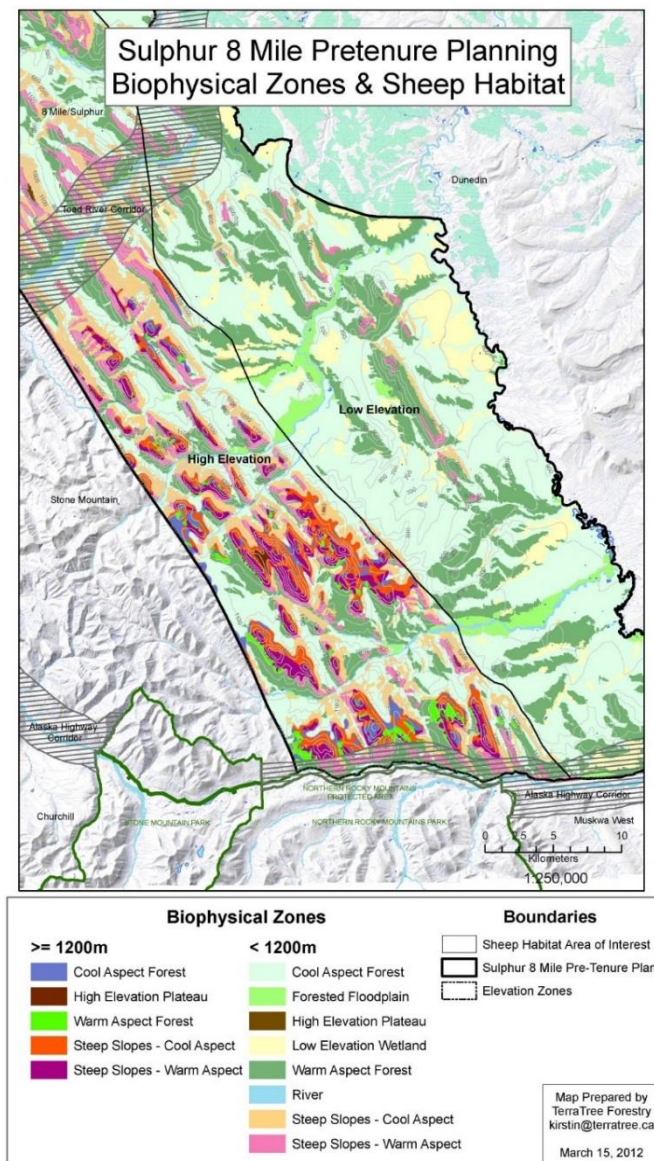 Sulphur 8 Mile Pretenure Planning
Biophysical Zones & Sheep Habitat
8 Mile/Sulphur
Toad River Corridor
Dunedin
Low Elevation
High Elevation
Stone Mountain
Alaska Highway
Corridor
Churchill
STONE MOUNTAIN PARK
NORTHERN ROCKY MOUNTAINS
PROTECTED AREA
NORTHERN ROCKY MOUNTAINS PARK
Alaska Highway Corridor
Muskwa West
0 2.5 5 10
Kilometers
1:250,000
Biophysical Zones
>= 1200m
Cool Aspect Forest
High Elevation Plateau
Warm Aspect Forest
Steep Slopes - Cool Aspect
Steep Slopes - Warm Aspect
< 1200m
Cool Aspect Forest
Forested Floodplain
High Elevation Plateau
Low Elevation Wetland
Warm Aspect Forest
River
Steep Slopes - Cool Aspect
Steep Slopes - Warm Aspect
Boundaries
Sheep Habitat Area of Interest
Sulphur 8 Mile Pre-Tenure Plan
Elevation Zones
Map Prepared by
TerraTree Forestry
kirstin@terratree.ca
March 15, 2012